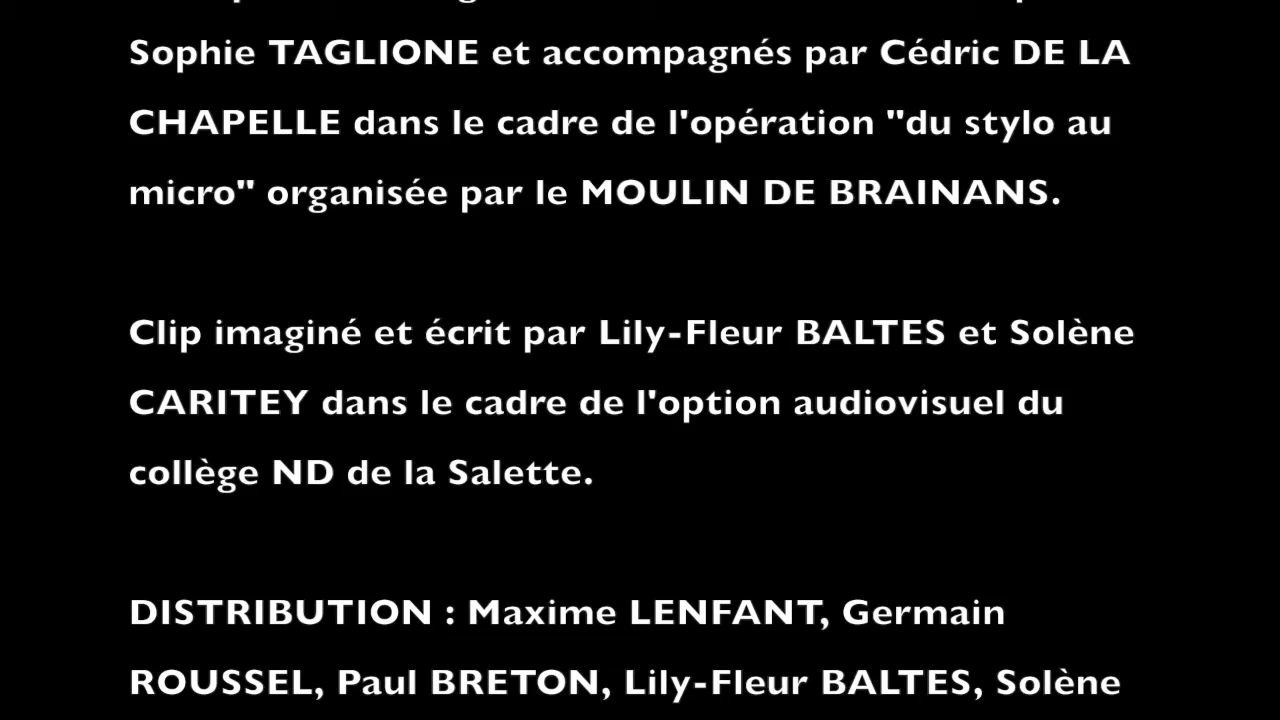 Sophie TAGLIONE et accompagnés par Cédric DE LA
CHAPELLE dans le cadre de l'opération "du stylo au
micro" organisée par le MOULIN DE BRAINANS.
Clip imaginé et écrit par Lily-Fleur BALTES et Solène
CARITEY dans le cadre de l'option audiovisuel du
collège ND de la Salette.
DISTRIBUTION : Maxime LENFANT, Germain
ROUSSEL, Paul BRETON, Lily-Fleur BALTES, Solène